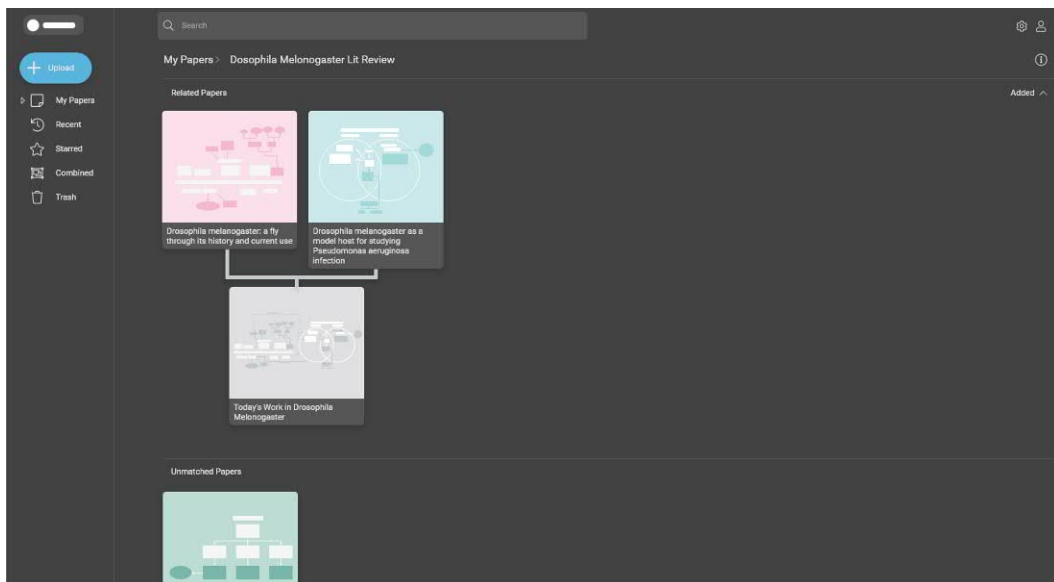 Search
My Papers > Dosophila Melonogaster Lit Review
Upload
My Papers
Recent
Starred
Combined
Trash
Related Papers
Added
Drosophila melanogaster: a fly
through its history and current use
Drosophila melanogaster as a
model host for studying
Pseudomonas aeruginosa
infection
Today's Work in Drosophila
Melonogaster
Unmatched Papers